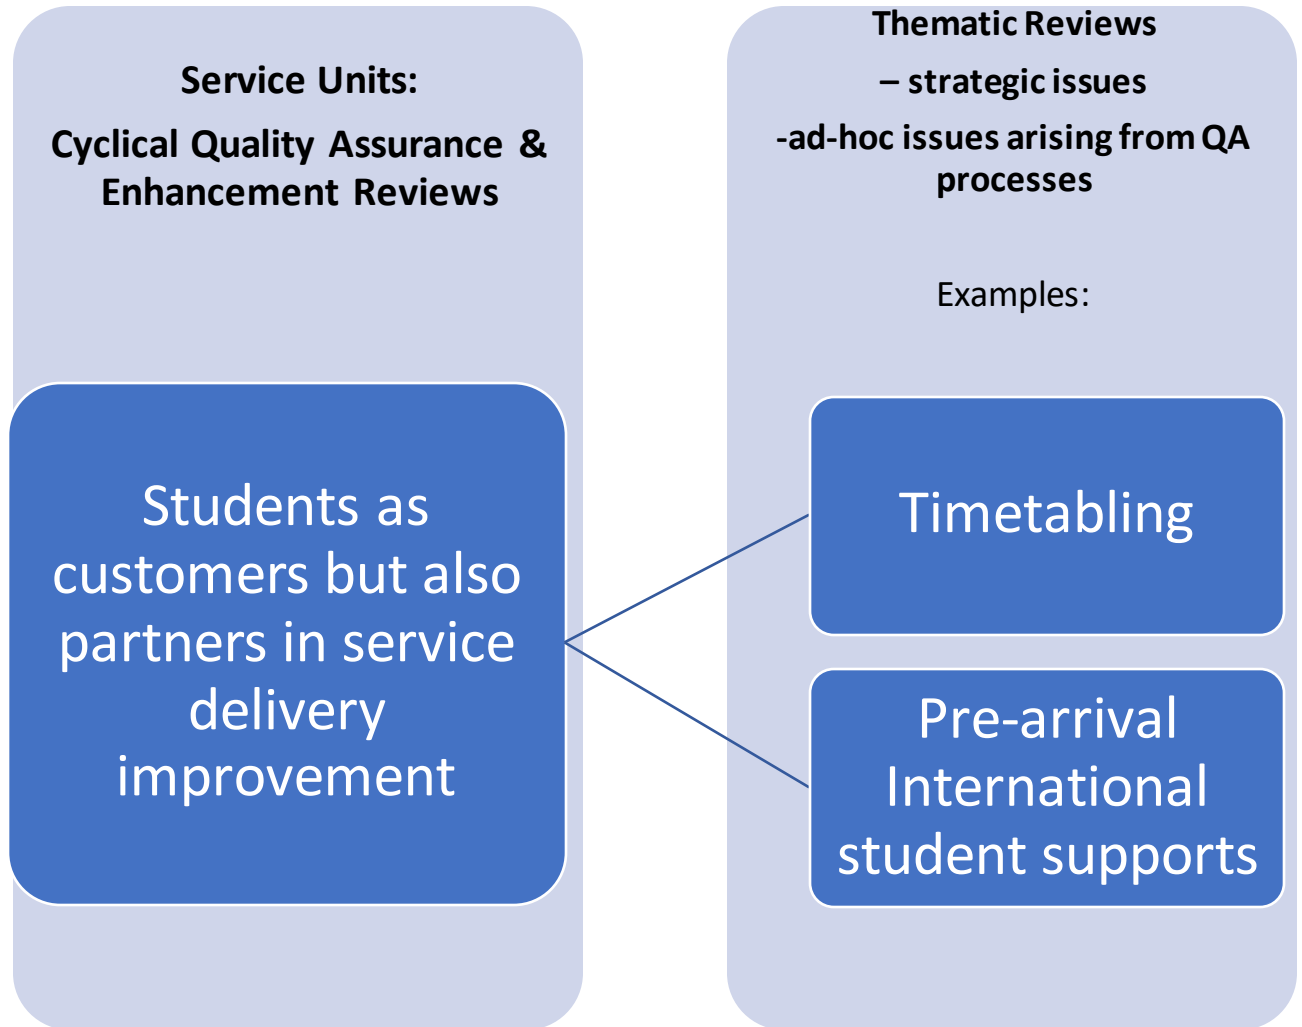 Service Units:
Cyclical Quality Assurance &
Enhancement Reviews
Students as
customers but also
partners in service
delivery
improvement
Thematic Reviews
– strategic issues
-ad-hoc issues arising from QA
processes
Examples:
Timetabling
Pre-arrival
International
student supports